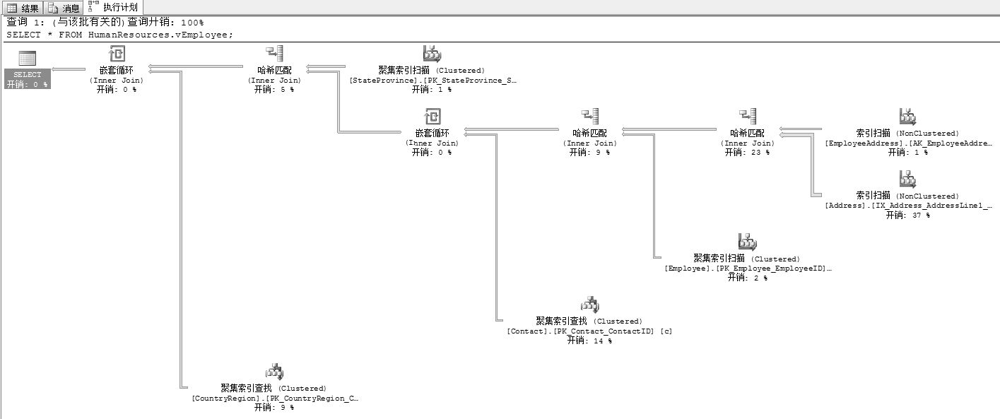 结果 消息 执行计划
查询 1: (与该批有关的)查询开销: 100%
SELECT * FROM HumanResources.vEmployee;
SELECT
开销: 0 %
嵌套循环
(Inner Join)
开销: 0 %
哈希匹配
(Inner Join)
开销: 5 %
聚集索引扫描 (Clustered)
[StateProvince].[PK_StateProvince_S…
开销: 1 %
嵌套循环
(Inner Join)
开销: 0 %
哈希匹配
(Inner Join)
开销: 9 %
哈希匹配
(Inner Join)
开销: 23 %
索引扫描 (NonClustered)
[EmployeeAddress].[AK_EmployeeAddre…
开销: 1 %
索引扫描 (NonClustered)
[Address].[IX_Address_AddressLine1_…
开销: 37 %
聚集索引扫描 (Clustered)
[Employee].[PK_Employee_EmployeeID]…
开销: 2 %
聚集索引查找 (Clustered)
[Contact].[PK_Contact_ContactID] [c]
开销: 14 %
聚集索引查找 (Clustered)
[CountryRegion].[PK_CountryRegion_C…
开销: 9 %